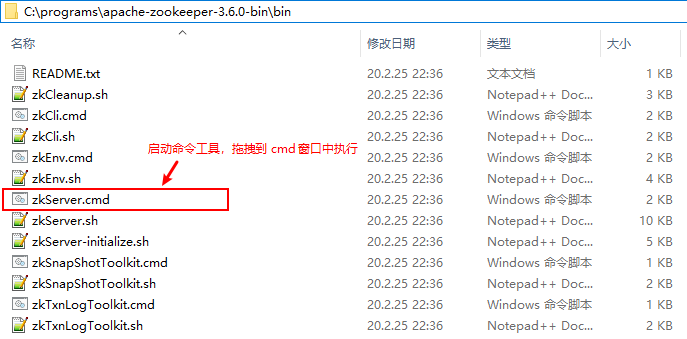 C:\programs\apache-zookeeper-3.6.0-bin\bin
名称 修改日期 类型 大小
README.txt 20.2.25 22:36 文本文档 1 KB
zkCleanup.sh 20.2.25 22:36 Notepad++ Doc... 3 KB
zkCli.cmd 20.2.25 22:36 Windows 命令脚本 2 KB
zkCli.sh 20.2.25 22:36 Notepad++ Doc... 2 KB
启动命令工具，拖拽到 cmd 窗口中执行
zkEnv.cmd 20.2.25 22:36 Windows 命令脚本 2 KB
zkEnv.sh 20.2.25 22:36 Notepad++ Doc... 4 KB
zkServer.cmd 20.2.25 22:36 Windows 命令脚本 2 KB
zkServer.sh 20.2.25 22:36 Notepad++ Doc... 10 KB
zkServer-initialize.sh 20.2.25 22:36 Notepad++ Doc... 5 KB
zkSnapShotToolkit.cmd 20.2.25 22:36 Windows 命令脚本 1 KB
zkSnapShotToolkit.sh 20.2.25 22:36 Notepad++ Doc... 2 KB
zkTxnLogToolkit.cmd 20.2.25 22:36 Windows 命令脚本 1 KB
zkTxnLogToolkit.sh 20.2.25 22:36 Notepad++ Doc... 2 KB